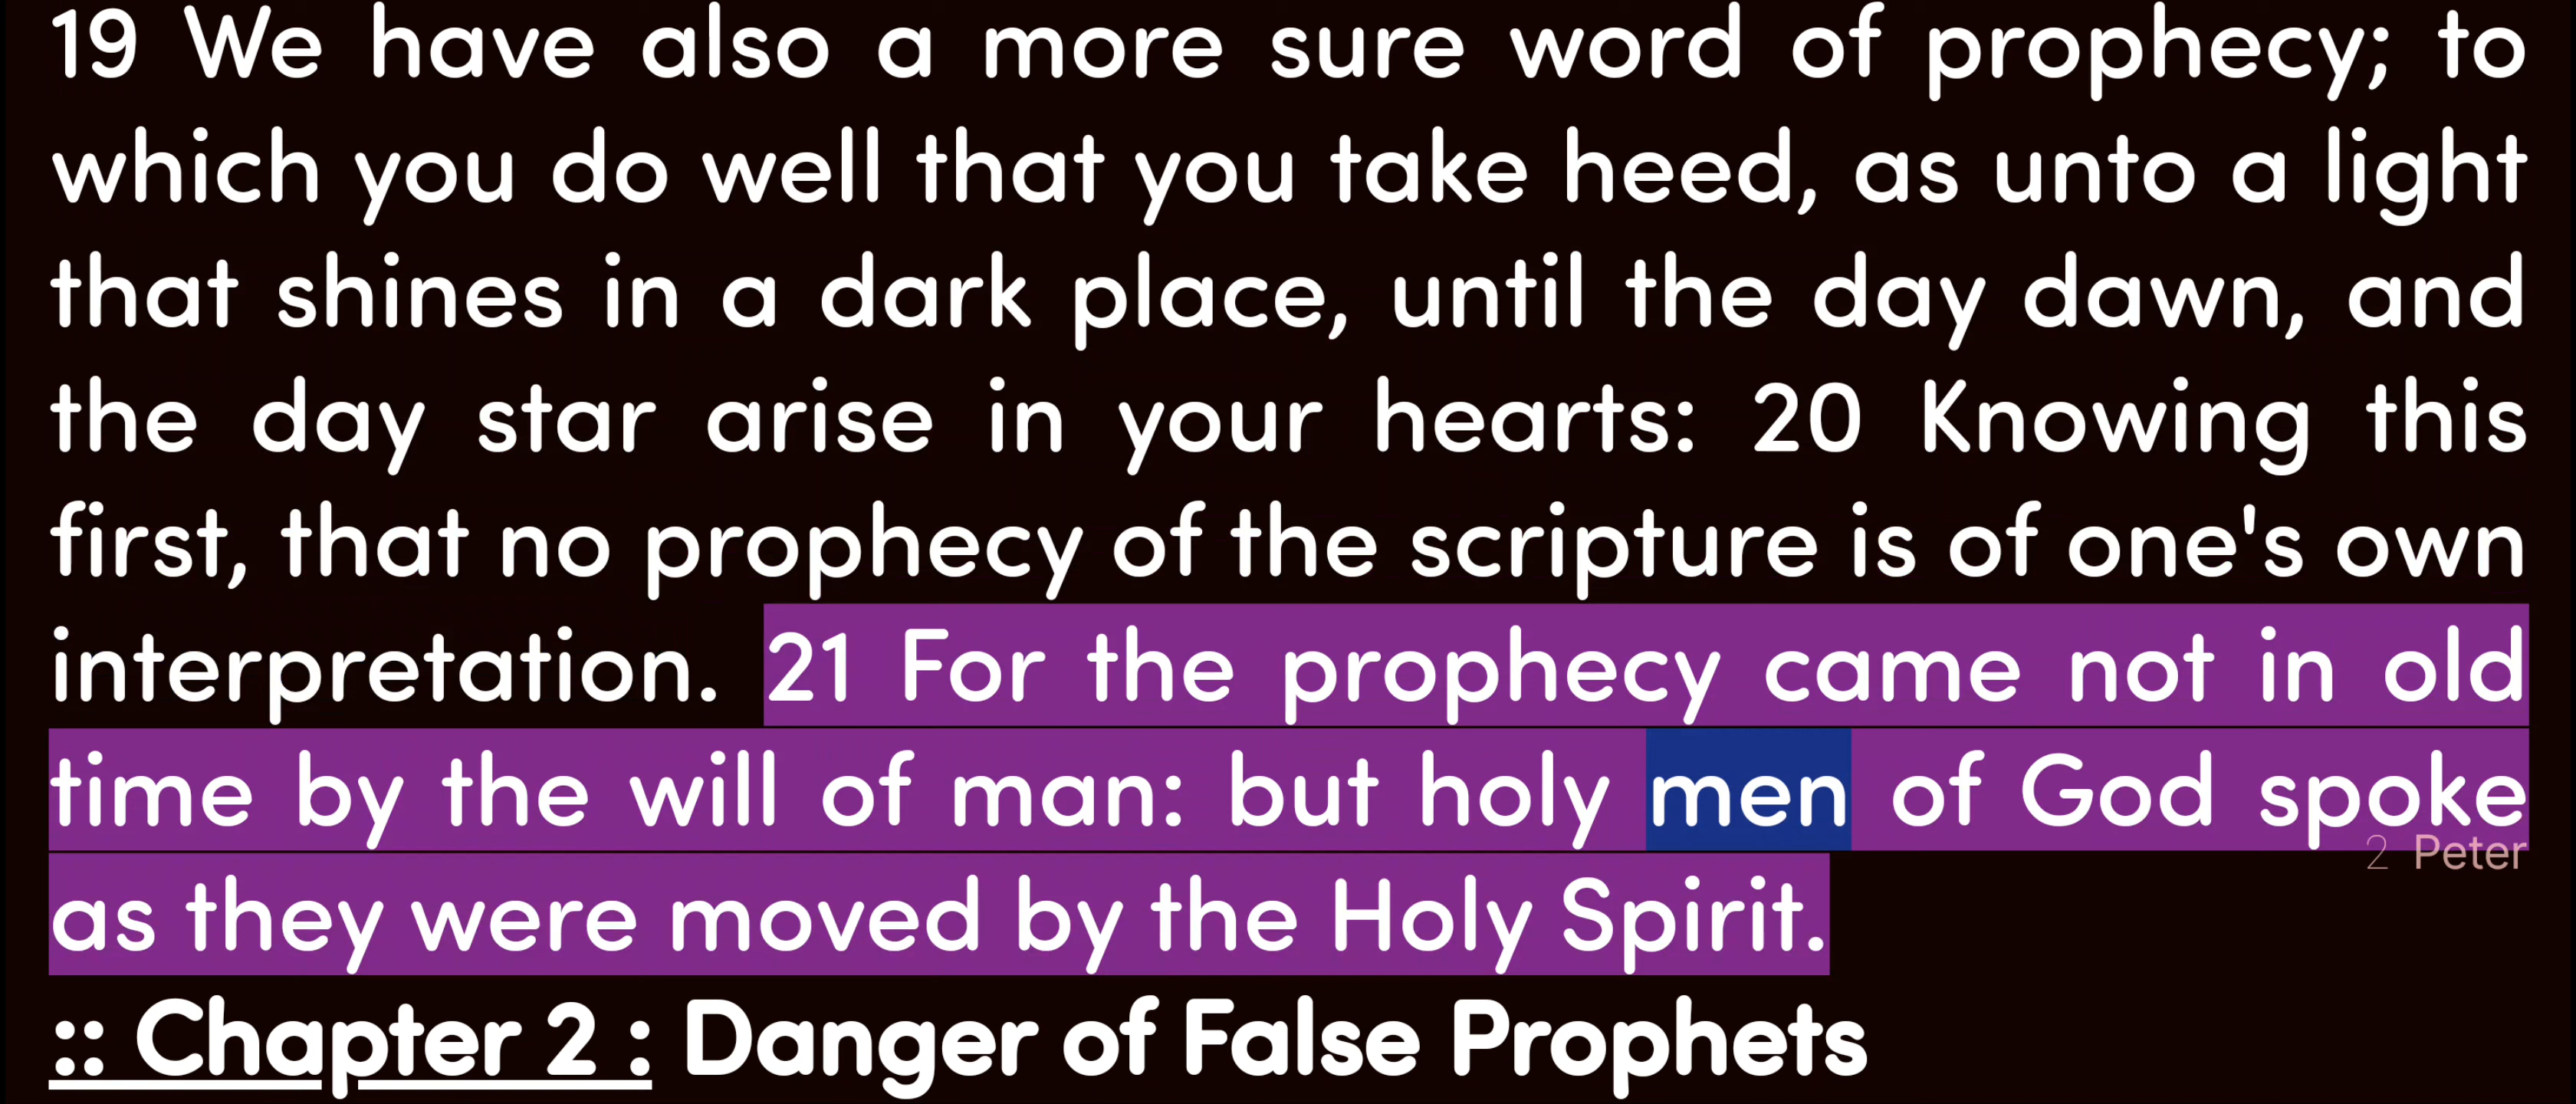 19 We have also a more sure word of prophecy; to
which you do well that you take heed, as unto a light
that shines in a dark place, until the day dawn, and
the day star arise in your hearts: 20 Knowing this
first, that no prophecy of the scripture is of one's own
interpretation. 21 For the prophecy came not in old
time by the will of man: but holy men of God spoke
2 Peter
as they were moved by the Holy Spirit.
:: Chapter 2 : Danger of False Prophets